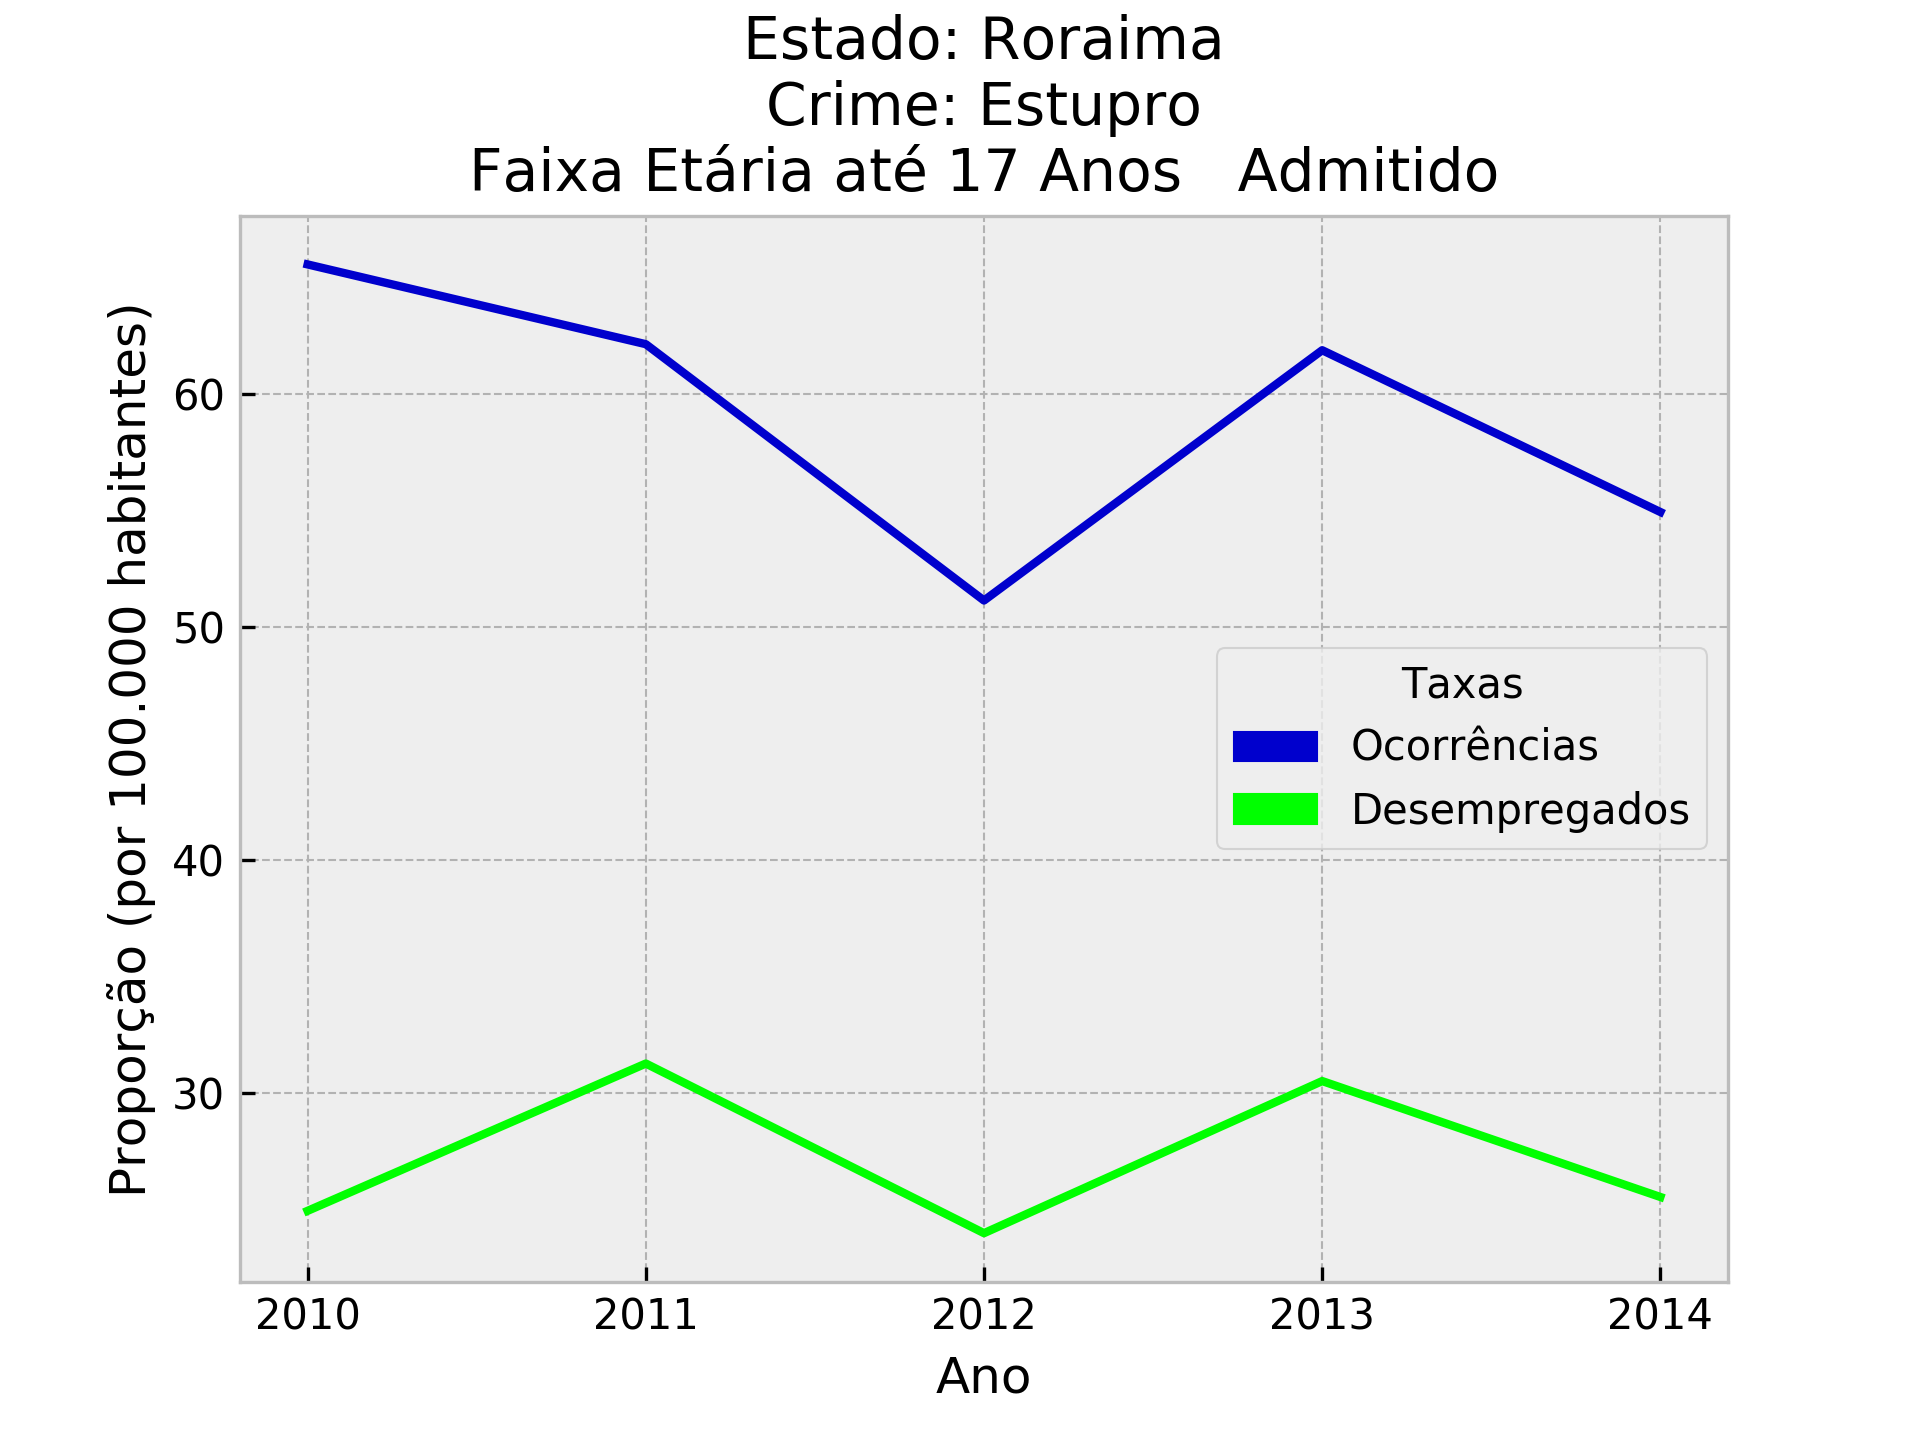 Estado: Roraima
Crime: Estupro
Faixa Etária até 17 Anos   Admitido
Proporção (por 100.000 habitantes)
60
50
40
30
Taxas
Ocorrências
Desempregados
2010
2011
2012
2013
2014
Ano